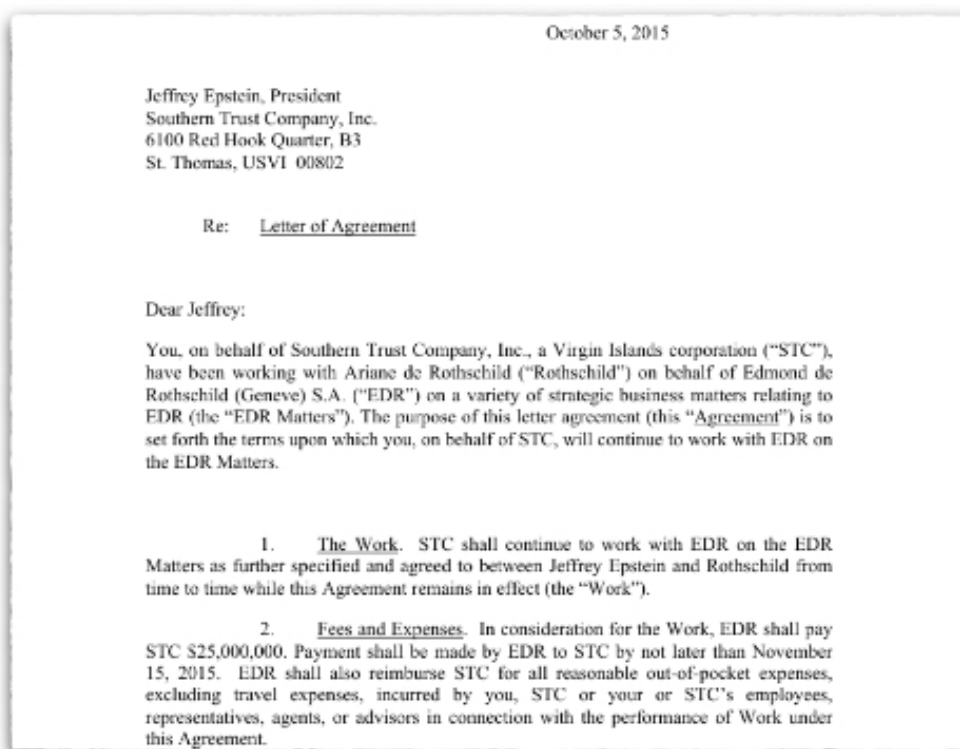 October 5, 2015
Jeffrey Epstein, President
Southern Trust Company, Inc.
6100 Red Hook Quarter, B3
St. Thomas, USVI 00802
Re: Letter of Agreement
Dear Jeffrey:
You, on behalf of Southern Trust Company, Inc., a Virgin Islands corporation (“STC”),
have been working with Ariane de Rothschild (“Rothschild”) on behalf of Edmond de
Rothschild (Geneve) S.A. (“EDR”) on a variety of strategic business matters relating to
EDR (the “EDR Matters”). The purpose of this letter agreement (this “Agreement”) is to
set forth the terms upon which you, on behalf of STC, will continue to work with EDR on
the EDR Matters.
1. The Work. STC shall continue to work with EDR on the EDR
Matters as further specified and agreed to between Jeffrey Epstein and Rothschild from
time to time while this Agreement remains in effect (the “Work”).
2. Fees and Expenses. In consideration for the Work, EDR shall pay
STC $25,000,000. Payment shall be made by EDR to STC by not later than November
15, 2015. EDR shall also reimburse STC for all reasonable out-of-pocket expenses,
excluding travel expenses, incurred by you, STC or your or STC’s employees,
representatives, agents, or advisors in connection with the performance of Work under
this Agreement.